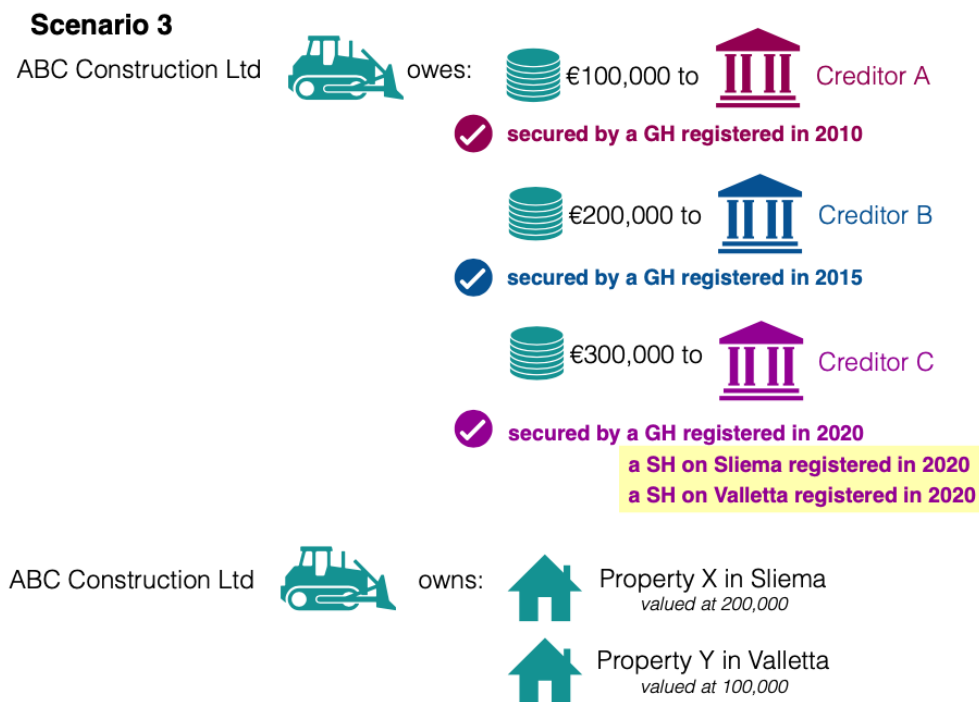 Scenario 3
ABC Construction Ltd owes: €100,000 to Creditor A
secured by a GH registered in 2010
€200,000 to Creditor B
secured by a GH registered in 2015
€300,000 to Creditor C
secured by a GH registered in 2020
a SH on Sliema registered in 2020
a SH on Valletta registered in 2020
ABC Construction Ltd owns: Property X in Sliema
valued at 200,000
Property Y in Valletta
valued at 100,000